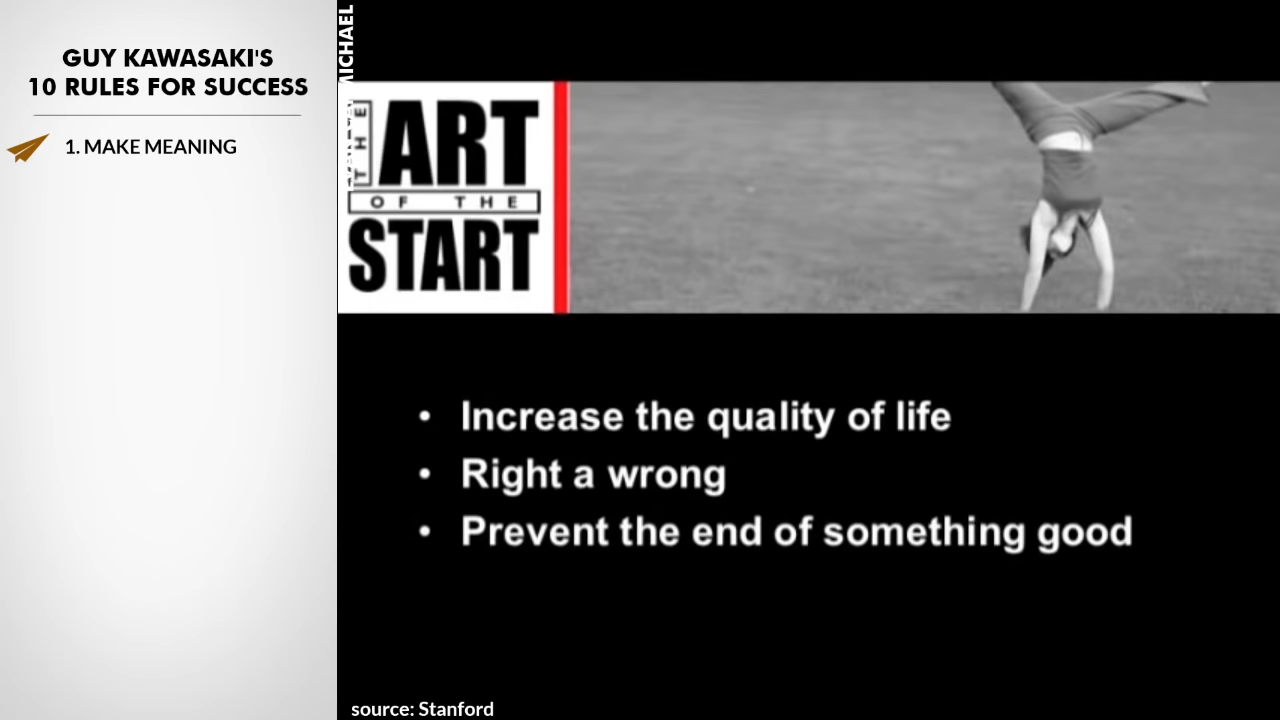 GUY KAWASAKI'S
10 RULES FOR SUCCESS
1. MAKE MEANING
THE
ART
OF THE
START
• Increase the quality of life
• Right a wrong
• Prevent the end of something good
source: Stanford